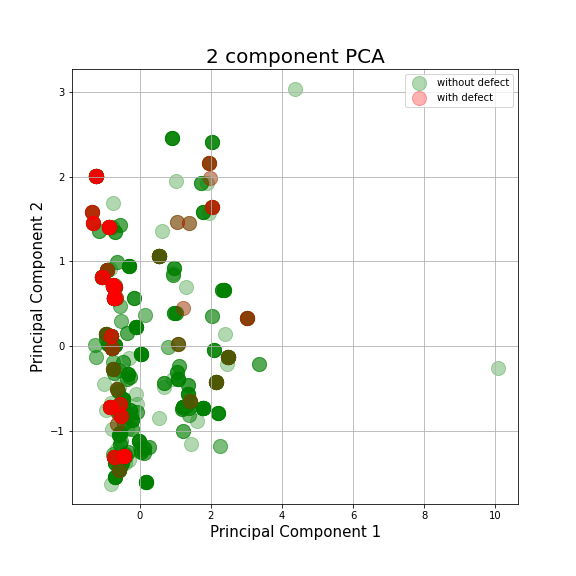 2 component PCA
without defect
with defect
3
2
1
0
−1
Principal Component 2
0
2
4
6
8
10
Principal Component 1